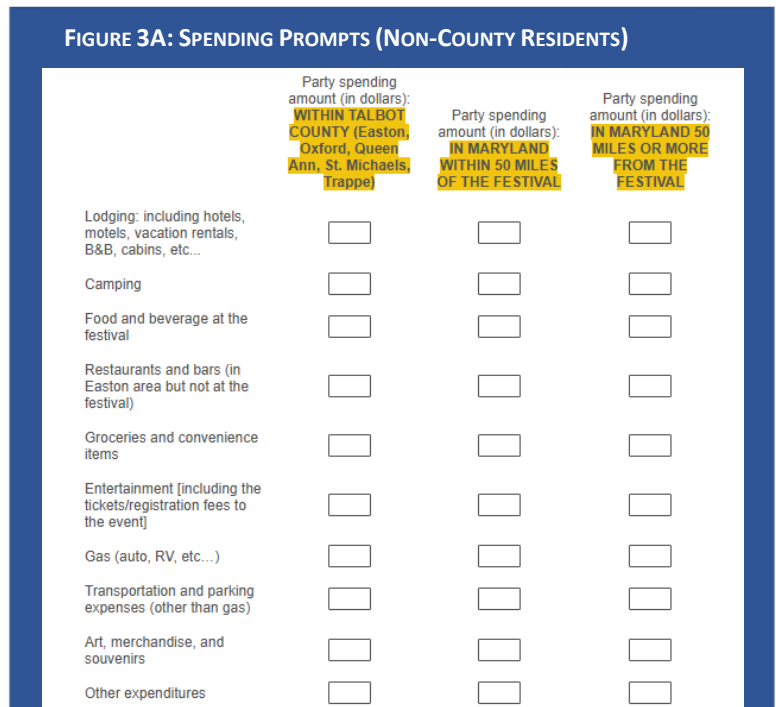 FIGURE 3A: SPENDING PROMPTS (NON-COUNTY RESIDENTS)
Party spending
amount (in dollars):
WITHIN TALBOT
COUNTY (Easton,
Oxford, Queen
Ann, St. Michaels,
Trappe)
Party spending
amount (in dollars):
IN MARYLAND
WITHIN 50 MILES
OF THE FESTIVAL
Party spending
amount (in dollars):
IN MARYLAND 50
MILES OR MORE
FROM THE
FESTIVAL
Lodging: including hotels,
motels, vacation rentals,
B&B, cabins, etc...
Camping
Food and beverage at the
festival
Restaurants and bars (in
Easton area but not at the
festival)
Groceries and convenience
items
Entertainment [including the
tickets/registration fees to
the event]
Gas (auto, RV, etc...)
Transportation and parking
expenses (other than gas)
Art, merchandise, and
souvenirs
Other expenditures